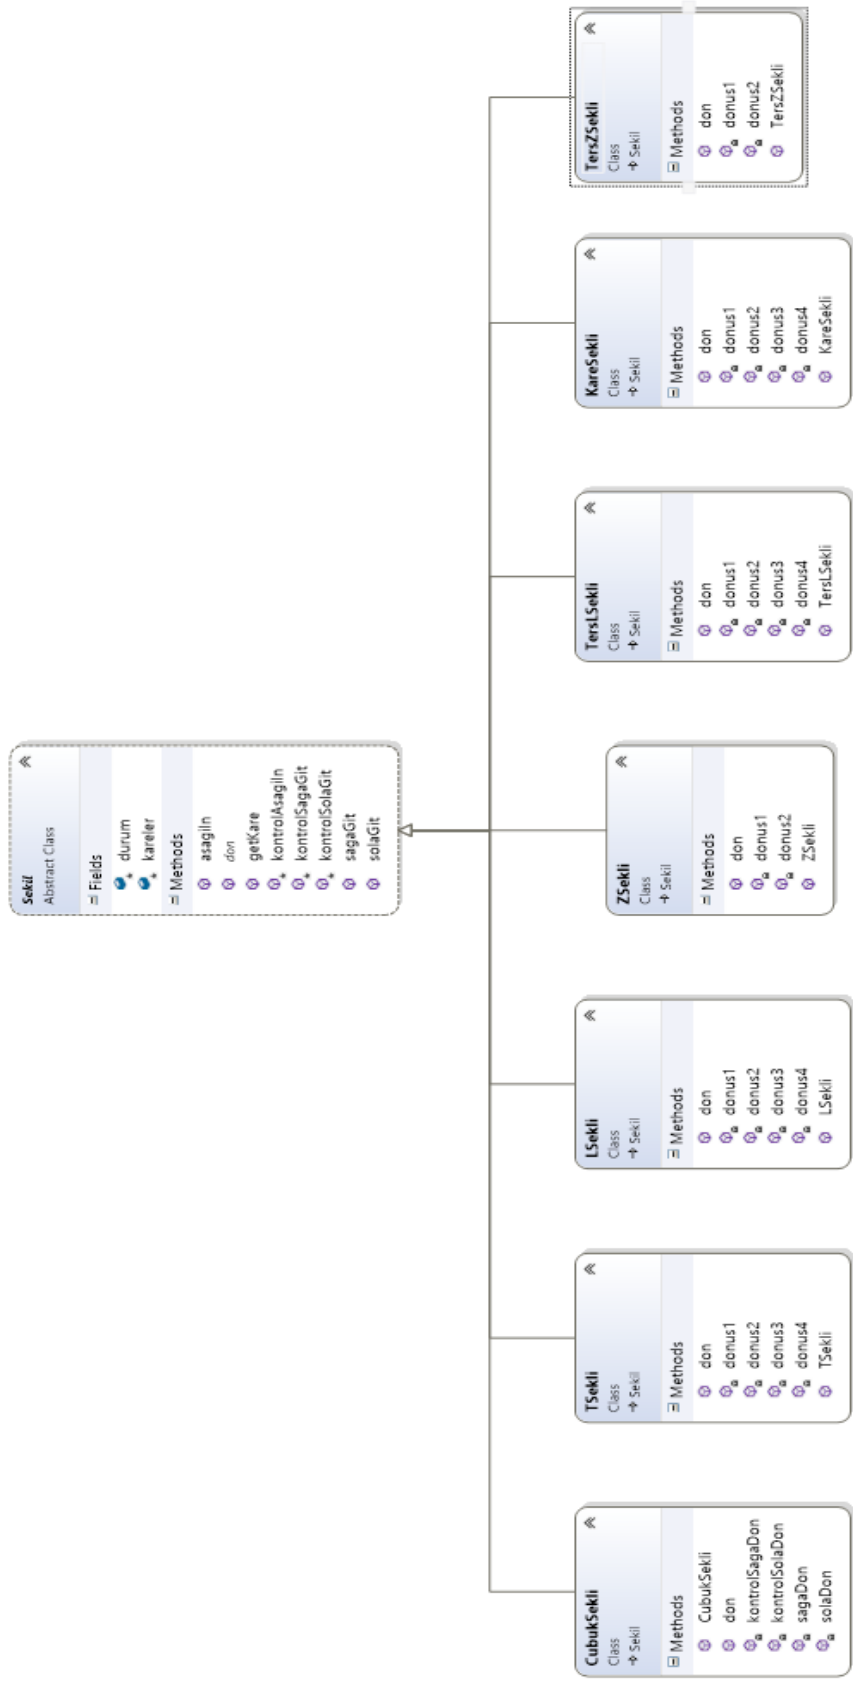 Sekil
Abstract Class
Fields
durum
kareler
Methods
asagiIn
don
getKare
kontrolAsagiIn
kontrolSagaGit
kontrolSolaGit
sagaGit
solaGit
CubukSekli
Class
Sekil
Methods
CubukSekli
don
kontrolSagaDon
kontrolSolaDon
sagaDon
solaDon
TSekli
Class
Sekil
Methods
don
donus1
donus2
donus3
donus4
TSekli
LSekli
Class
Sekil
Methods
don
donus1
donus2
donus3
donus4
LSekli
ZSekli
Class
Sekil
Methods
don
donus1
donus2
ZSekli
TersLSekli
Class
Sekil
Methods
don
donus1
donus2
donus3
donus4
TersLSekli
KareSekli
Class
Sekil
Methods
don
donus1
donus2
donus3
donus4
KareSekli
TersZSekli
Class
Sekil
Methods
don
donus1
donus2
TersZSekli